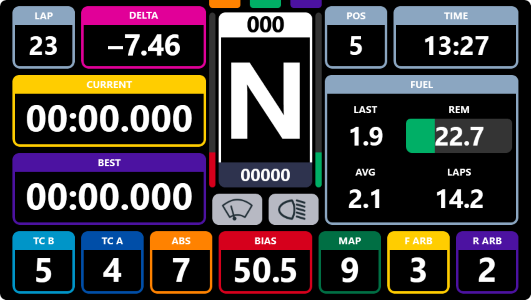 LAP
23
DELTA
–7.46
000
POS
5
TIME
13:27
CURRENT
00:00.000
N
FUEL
LAST
1.9
REM
22.7
AVG
2.1
LAPS
14.2
BEST
00:00.000
00000
TC B
5
TC A
4
ABS
7
BIAS
50.5
MAP
9
F ARB
3
R ARB
2